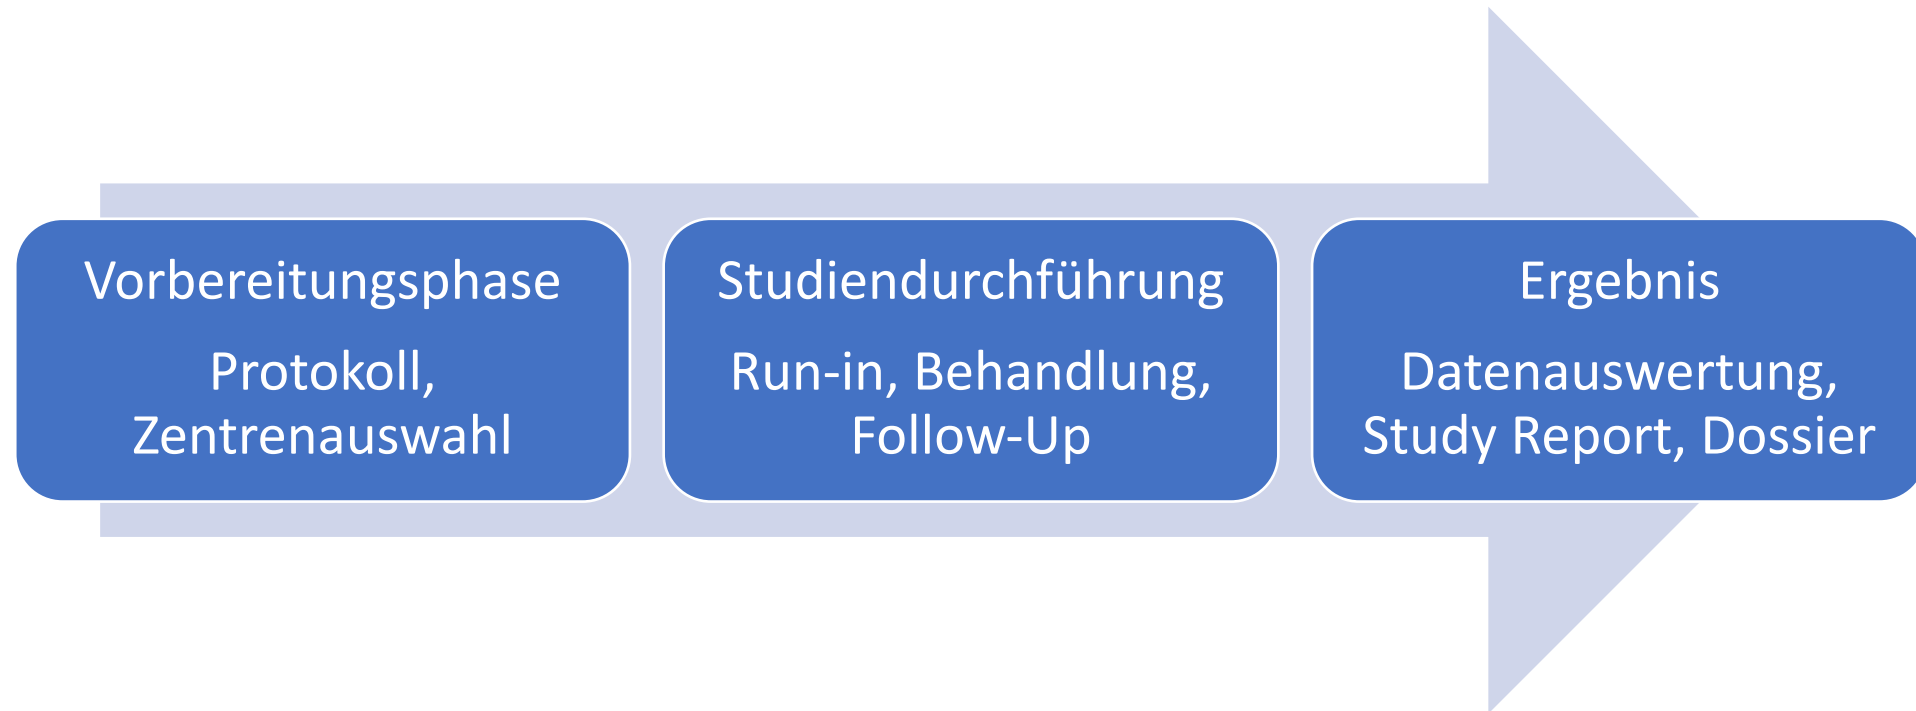 Vorbereitungsphase
Protokoll,
Zentrenauswahl
Studiendurchführung
Run-in, Behandlung,
Follow-Up
Ergebnis
Datenauswertung,
Study Report, Dossier